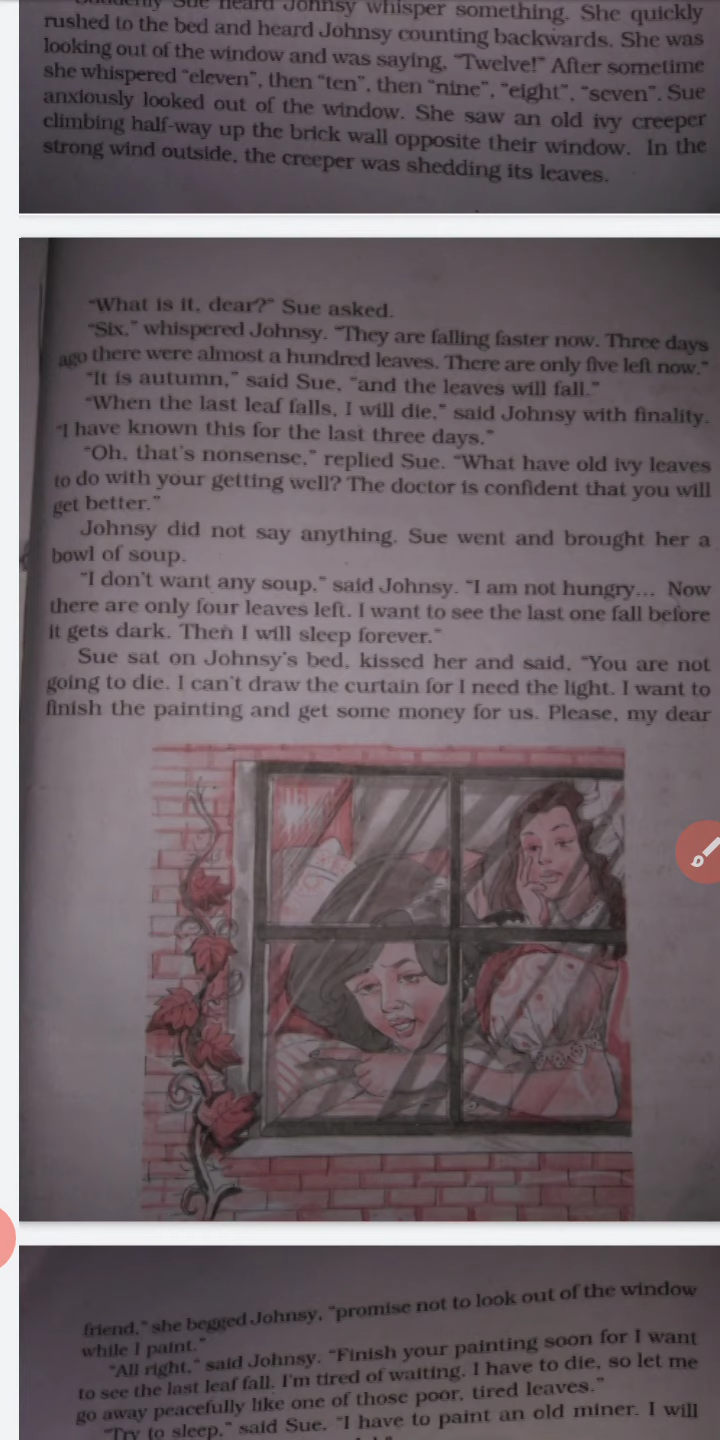 Suddenly Sue heard Johnsy whisper something. She quickly
rushed to the bed and heard Johnsy counting backwards. She was
looking out of the window and was saying, “Twelve!” After sometime
she whispered “eleven”, then “ten”, then “nine”, “eight”, “seven”. Sue
anxiously looked out of the window. She saw an old ivy creeper
climbing half-way up the brick wall opposite their window. In the
strong wind outside, the creeper was shedding its leaves.
“What is it, dear?” Sue asked.
“Six,” whispered Johnsy. “They are falling faster now. Three days
ago there were almost a hundred leaves. There are only five left now.”
“It is autumn,” said Sue, “and the leaves will fall.”
“When the last leaf falls, I will die,” said Johnsy with finality.
“I have known this for the last three days.”
“Oh, that's nonsense,” replied Sue. “What have old ivy leaves
to do with your getting well? The doctor is confident that you will
get better.”
Johnsy did not say anything. Sue went and brought her a
bowl of soup.
“I don't want any soup,” said Johnsy. “I am not hungry... Now
there are only four leaves left. I want to see the last one fall before
it gets dark. Then I will sleep forever.”
Sue sat on Johnsy's bed, kissed her and said, “You are not
going to die. I can't draw the curtain for I need the light. I want to
finish the painting and get some money for us. Please, my dear
friend,” she begged Johnsy, “promise not to look out of the window
while I paint.”
“All right,” said Johnsy. “Finish your painting soon for I want
to see the last leaf fall. I'm tired of waiting. I have to die, so let me
go away peacefully like one of those poor, tired leaves.”
“Try to sleep,” said Sue. “I have to paint an old miner. I will